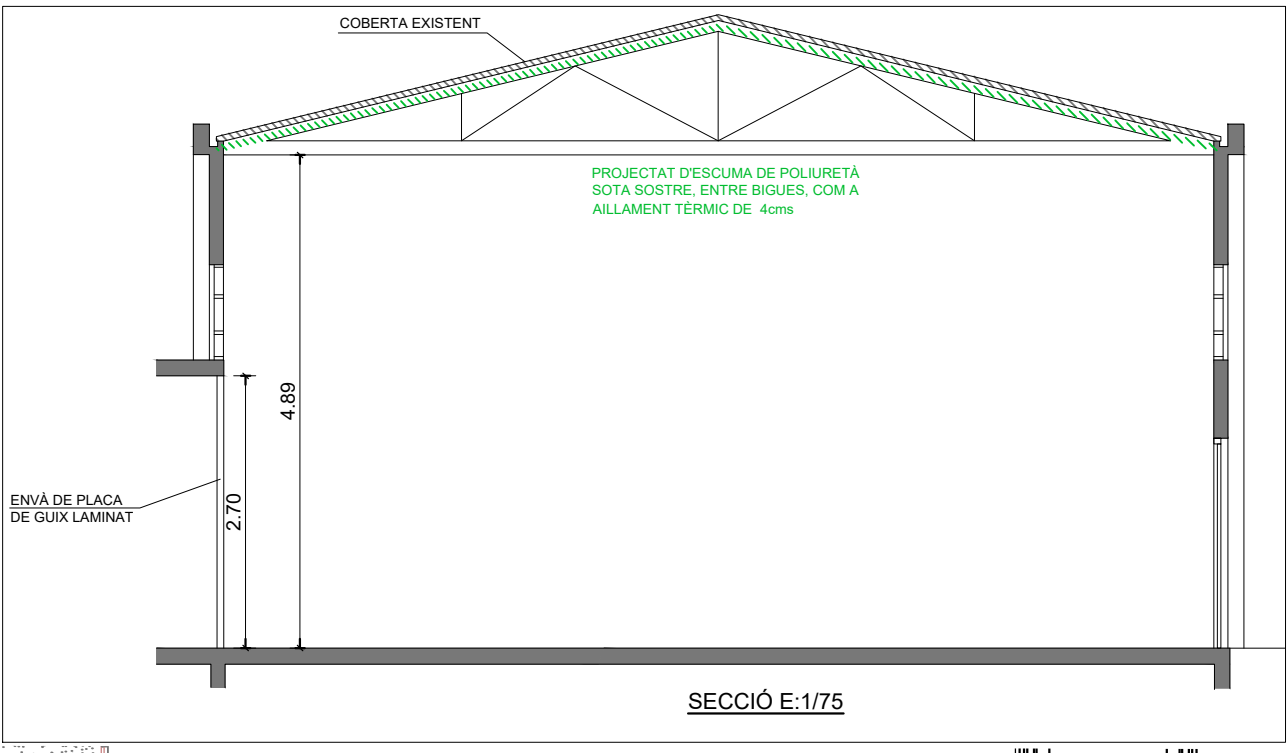 COBERTA EXISTENT
PROJECTAT D'ESCUMA DE POLIURETÀ
SOTA SOSTRE, ENTRE BIGUES, COM A
AILLAMENT TÈRMIC DE 4cms
4.89
2.70
ENVÀ DE PLACA
DE GUIX LAMINAT
SECCIÓ E:1/75